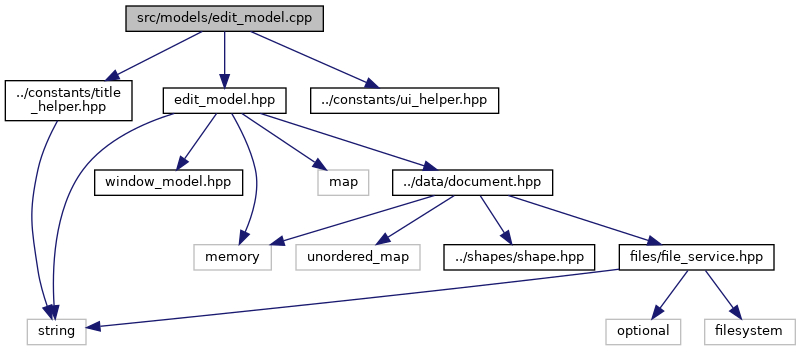 src/models/edit_model.cpp
../constants/title
_helper.hpp
edit_model.hpp
../constants/ui_helper.hpp
window_model.hpp
map
../data/document.hpp
memory
unordered_map
../shapes/shape.hpp
files/file_service.hpp
string
optional
filesystem